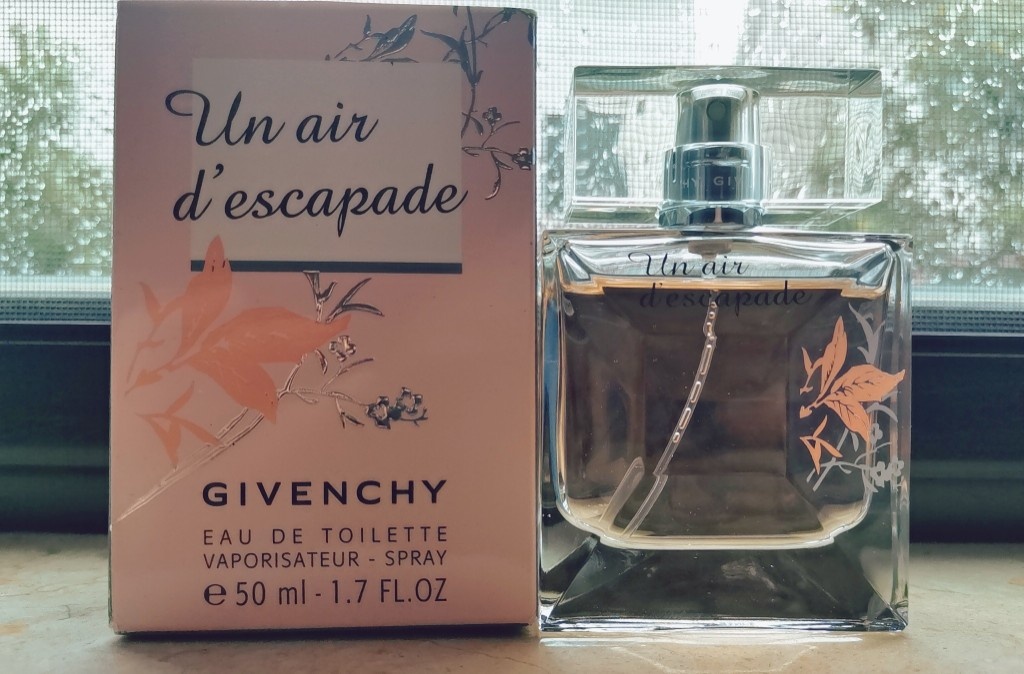 Un air
d'escapade
GIVENCHY
EAU DE TOILETTE
VAPORISATEUR - SPRAY
℮ 50 ml - 1.7 FL.OZ
Un air
d'escapade